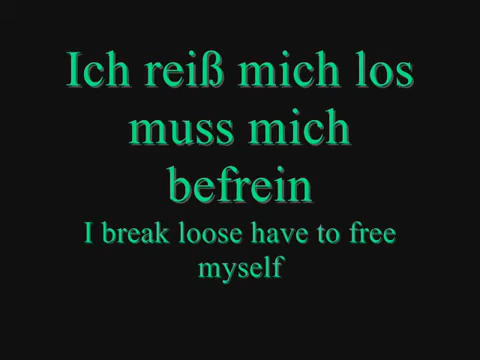 Ich reiß mich los
muss mich
befrein
I break loose have to free
myself